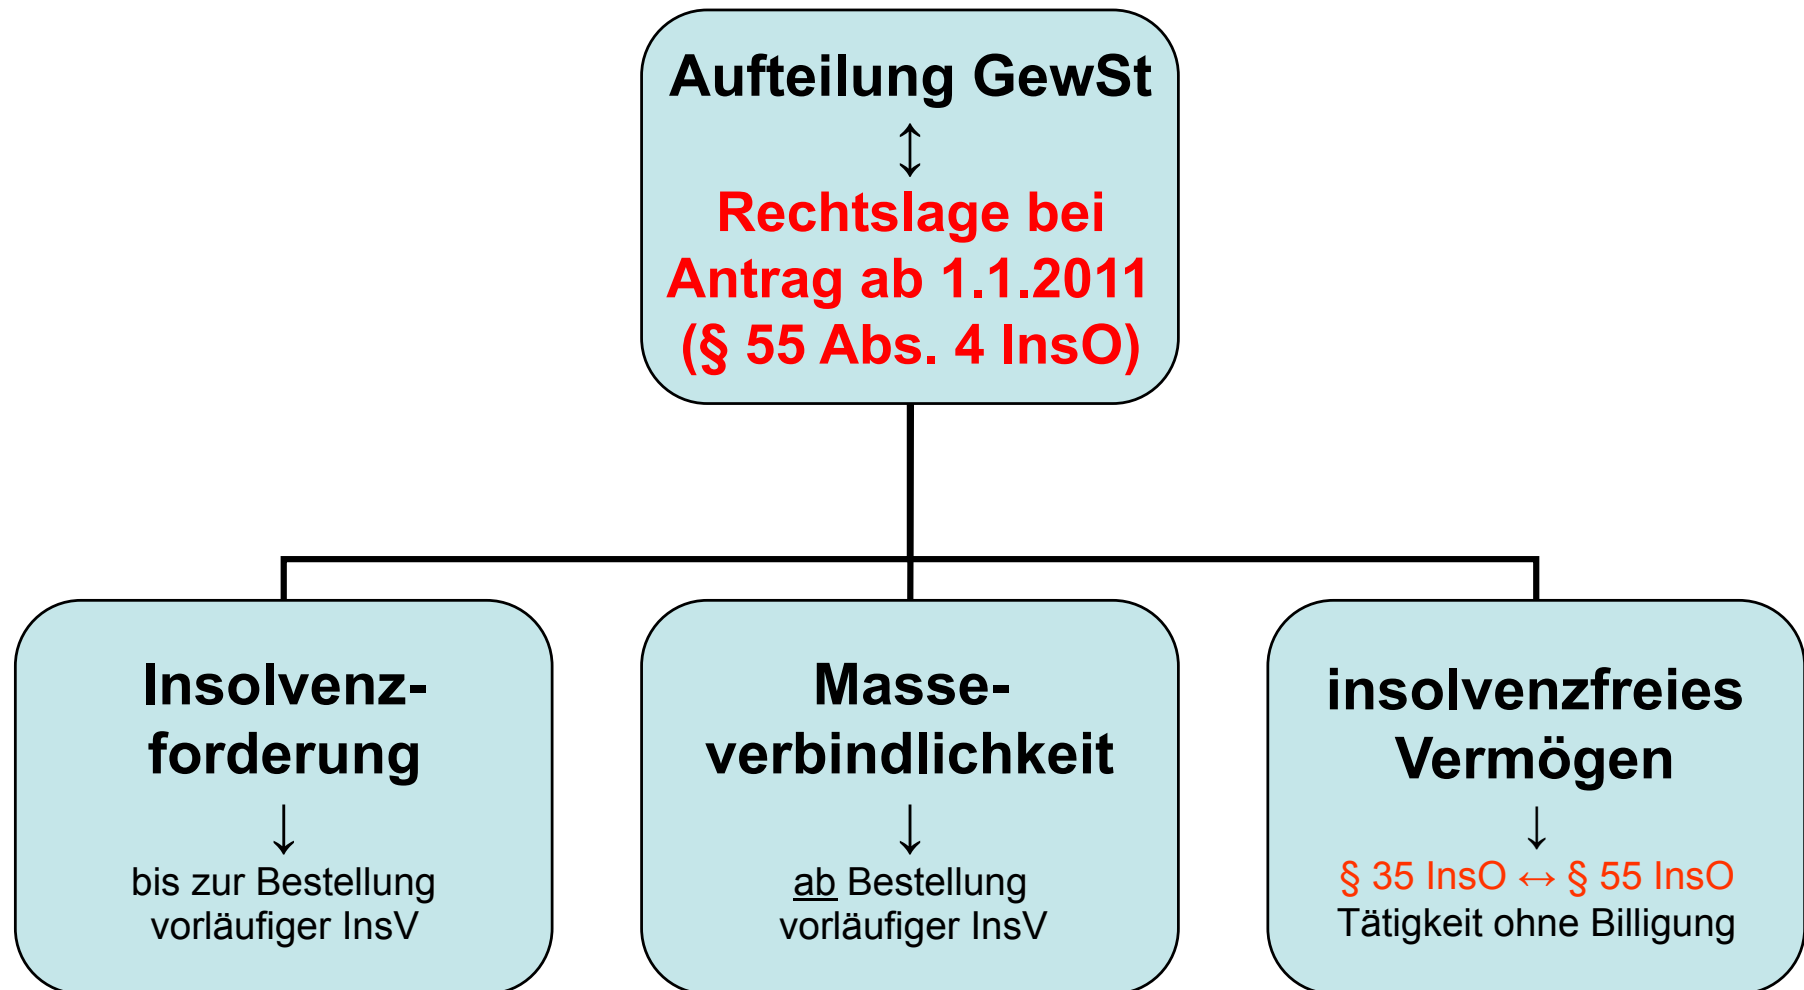 Aufteilung GewSt
↕
Rechtslage bei
Antrag ab 1.1.2011
(§ 55 Abs. 4 InsO)
Insolvenz-
forderung
↓
bis zur Bestellung
vorläufiger InsV
Masse-
verbindlichkeit
↓
ab Bestellung
vorläufiger InsV
insolvenzfreies
Vermögen
↓
§ 35 InsO ↔ § 55 InsO
Tätigkeit ohne Billigung